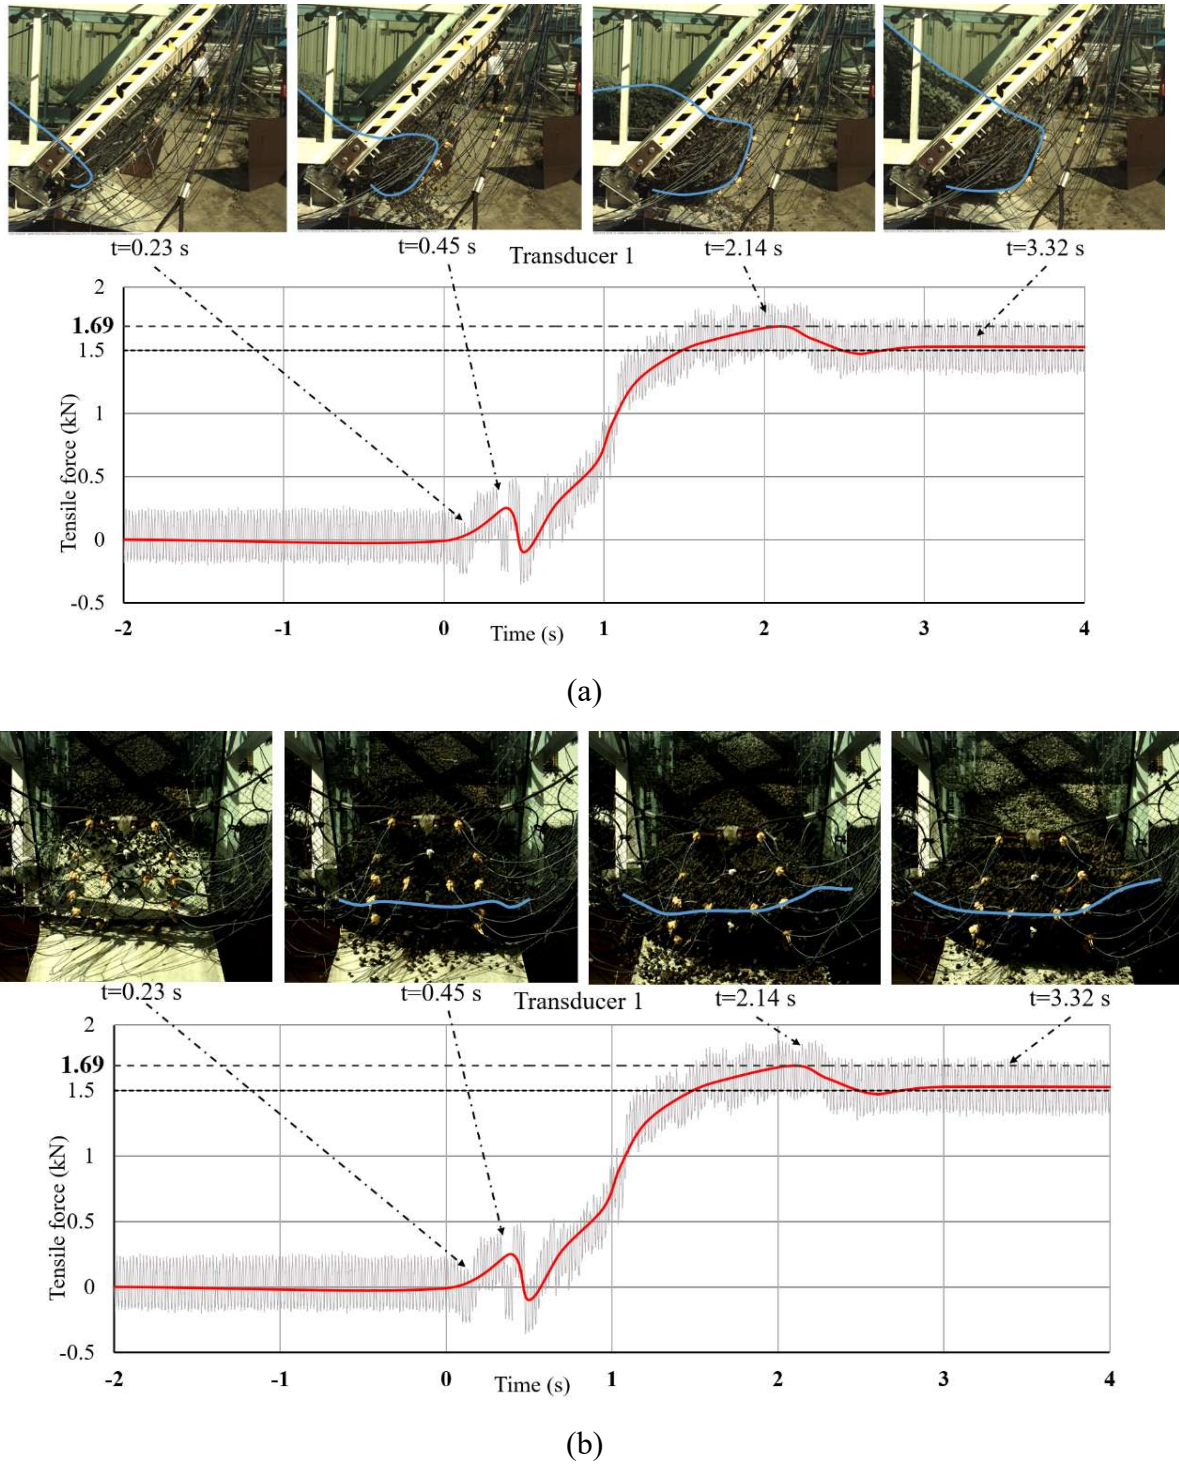 t=0.23 s
t=0.45 s
Transducer 1
t=2.14 s
t=3.32 s
2
1.69
1.5
1
0.5
0
-0.5
Tensile force (kN)
-2
-1
0
Time (s)
1
2
3
4
(a)
t=0.23 s
t=0.45 s
Transducer 1
t=2.14 s
t=3.32 s
2
1.69
1.5
1
0.5
0
-0.5
Tensile force (kN)
-2
-1
0
Time (s)
1
2
3
4
(b)